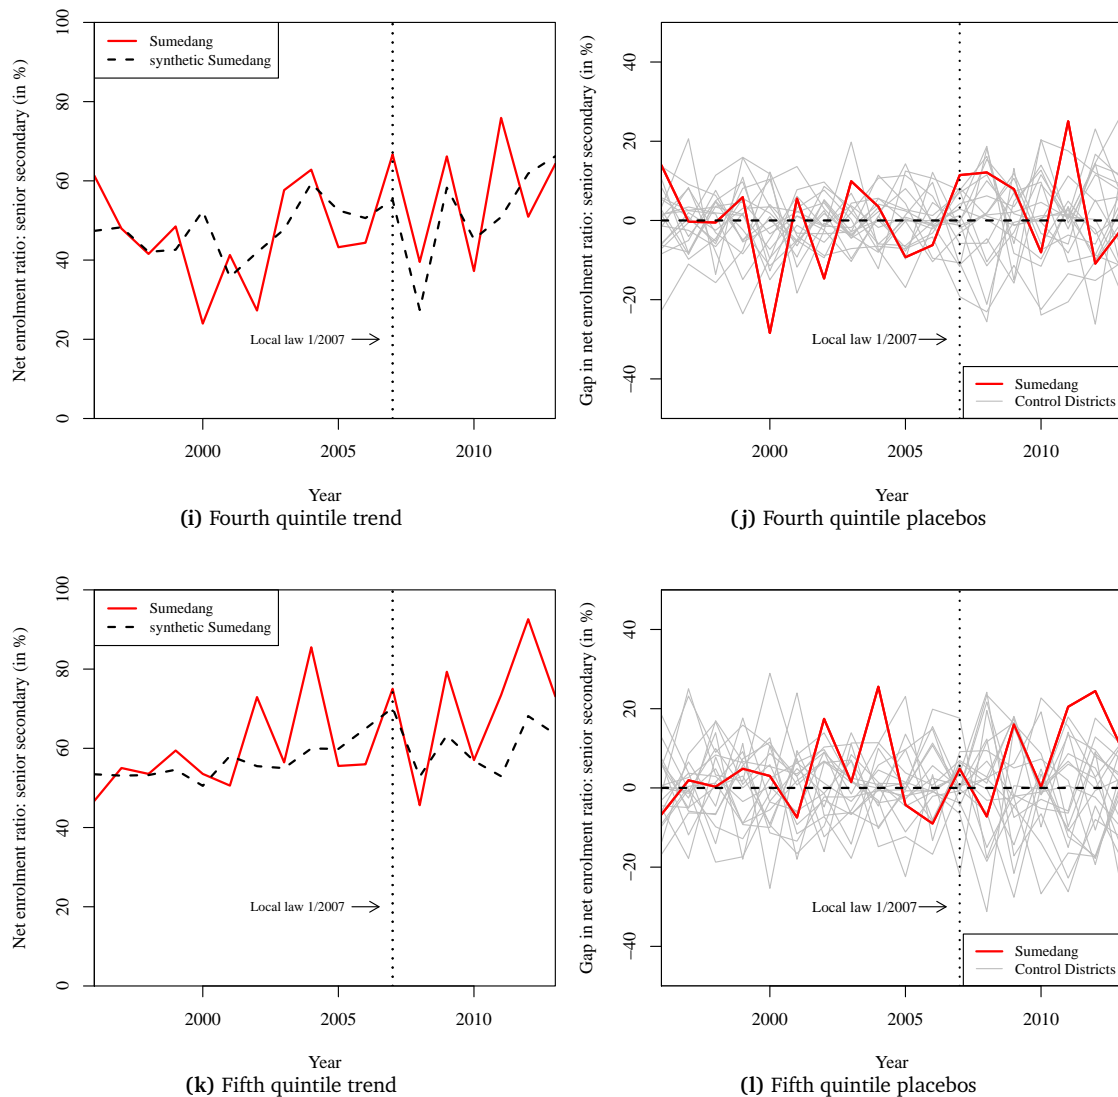 Net enrolment ratio: senior secondary (in %)
0 20 40 60 80 100
Sumedang
synthetic Sumedang
Local law 1/2007
2000 2005 2010
Year
(i) Fourth quintile trend
Gap in net enrolment ratio: senior secondary (in %)
−40 −20 0 20 40
Local law 1/2007
Sumedang
Control Districts
2000 2005 2010
Year
(j) Fourth quintile placebos
Net enrolment ratio: senior secondary (in %)
0 20 40 60 80 100
Sumedang
synthetic Sumedang
Local law 1/2007
2000 2005 2010
Year
(k) Fifth quintile trend
Gap in net enrolment ratio: senior secondary (in %)
−40 −20 0 20 40
Local law 1/2007
Sumedang
Control Districts
2000 2005 2010
Year
(l) Fifth quintile placebos